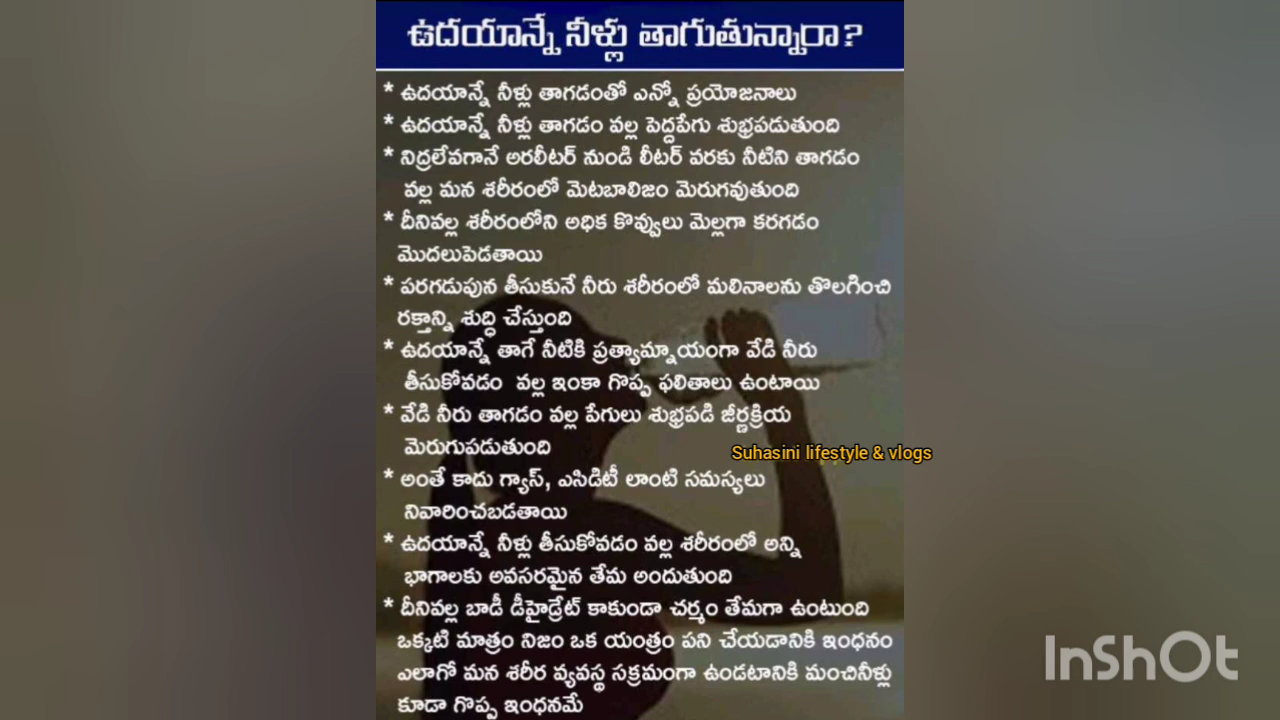 ఉదయాన్నే నీళ్లు తాగుతున్నారా?
* ఉదయాన్నే నీళ్లు తాగడంతో ఎన్నో ప్రయోజనాలు
* ఉదయాన్నే నీళ్లు తాగడం వల్ల పెద్దపేగు శుభ్రపడుతుంది
* నిద్రలేవగానే అరలీటర్ నుండి లీటర్ వరకు నీటిని తాగడం
వల్ల మన శరీరంలో మెటబాలిజం మెరుగవుతుంది
* దీనివల్ల శరీరంలోని అధిక కొవ్వులు మెల్లగా కరగడం
మొదలుపెడతాయి
* పరగడుపున తీసుకునే నీరు శరీరంలో మలినాలను తొలగించి
రక్తాన్ని శుద్ధి చేస్తుంది
* ఉదయాన్నే తాగే నీటికి ప్రత్యామ్నాయంగా వేడి నీరు
తీసుకోవడం వల్ల ఇంకా గొప్ప ఫలితాలు ఉంటాయి
* వేడి నీరు తాగడం వల్ల పేగులు శుభ్రపడి జీర్ణక్రియ
మెరుగుపడుతుంది
Suhasini lifestyle & vlogs
* అంతే కాదు గ్యాస్, ఎసిడిటీ లాంటి సమస్యలు
నివారించబడతాయి
* ఉదయాన్నే నీళ్లు తీసుకోవడం వల్ల శరీరంలో అన్ని
భాగాలకు అవసరమైన తేమ అందుతుంది
* దీనివల్ల బాడీ డీహైడ్రేట్ కాకుండా చర్మం తేమగా ఉంటుంది
ఒక్కటి మాత్రం నిజం ఒక యంత్రం పని చేయడానికి ఇంధనం
ఎలాగో మన శరీర వ్యవస్థ సక్రమంగా ఉండటానికి మంచినీళ్లు
కూడా గొప్ప ఇంధనమే
InShOt